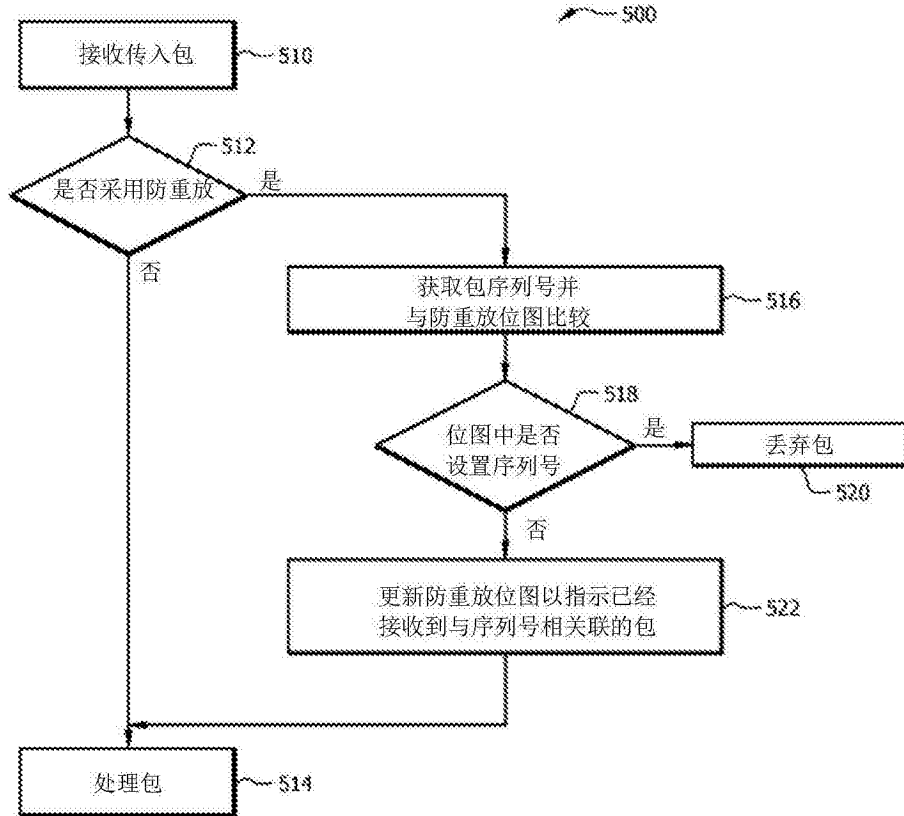 500
接收传入包
510
512
是否采用防重放
是
否
获取包序列号并
与防重放位图比较
516
518
位图中是否
设置序列号
是
丢弃包
520
否
更新防重放位图以指示已经
接收到与序列号相关联的包
522
处理包
514